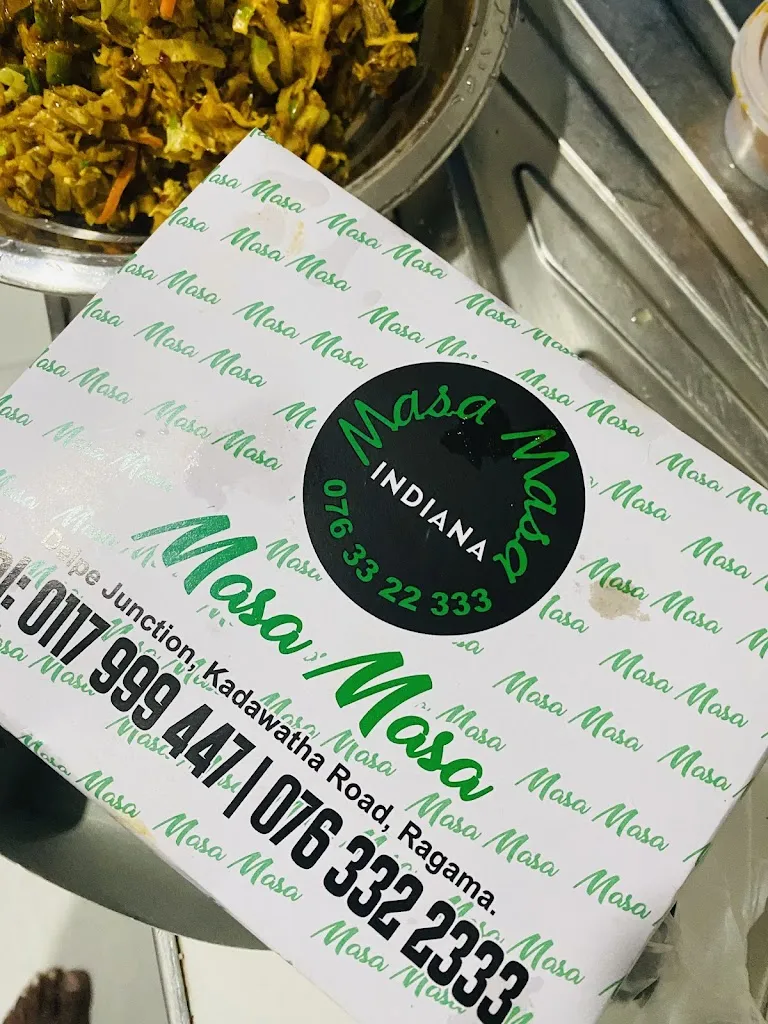 Masa Masa
INDIANA
076 33 22 333
Masa Masa
Delpe Junction, Kadawatha Road, Ragama.
0117 999 447 | 076 332 2333